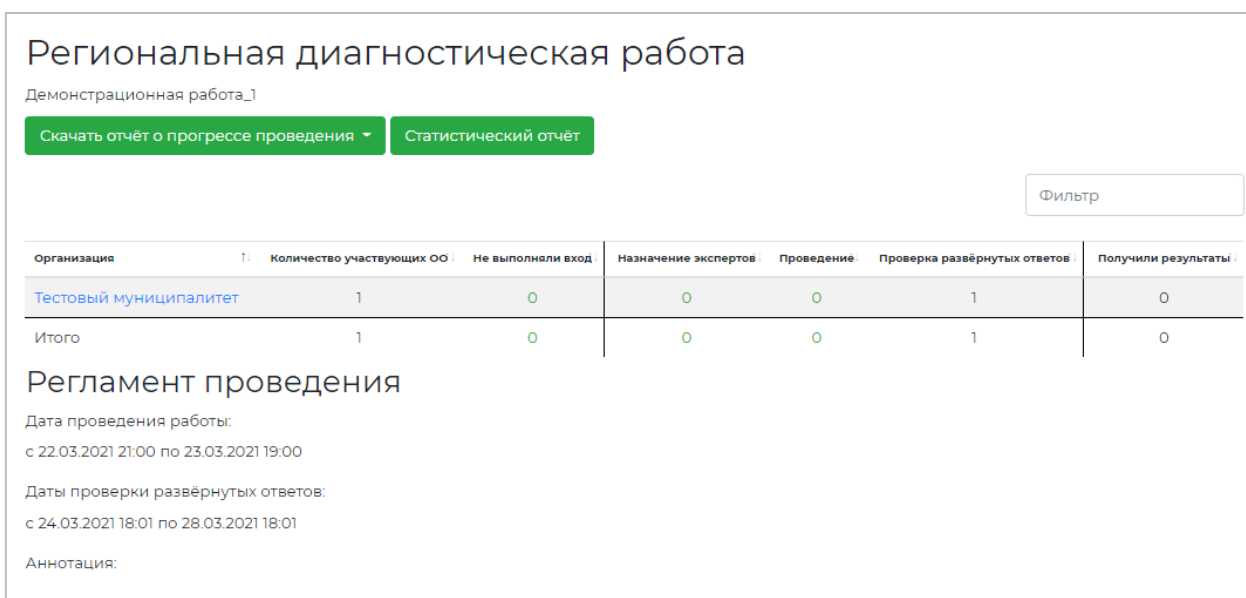 Региональная диагностическая работа
Демонстрационная работа_1
Скачать отчёт о прогрессе проведения Статистический отчёт
Фильтр
Организация Количество участвующих ОО Не выполняли вход Назначение экспертов Проведение Проверка развёрнутых ответов Получили результаты
Тестовый муниципалитет 1 0 0 0 1 0
Итого 1 0 0 0 1 0
Регламент проведения
Дата проведения работы:
с 22.03.2021 21:00 по 23.03.2021 19:00
Даты проверки развёрнутых ответов:
с 24.03.2021 18:01 по 28.03.2021 18:01
Аннотация: